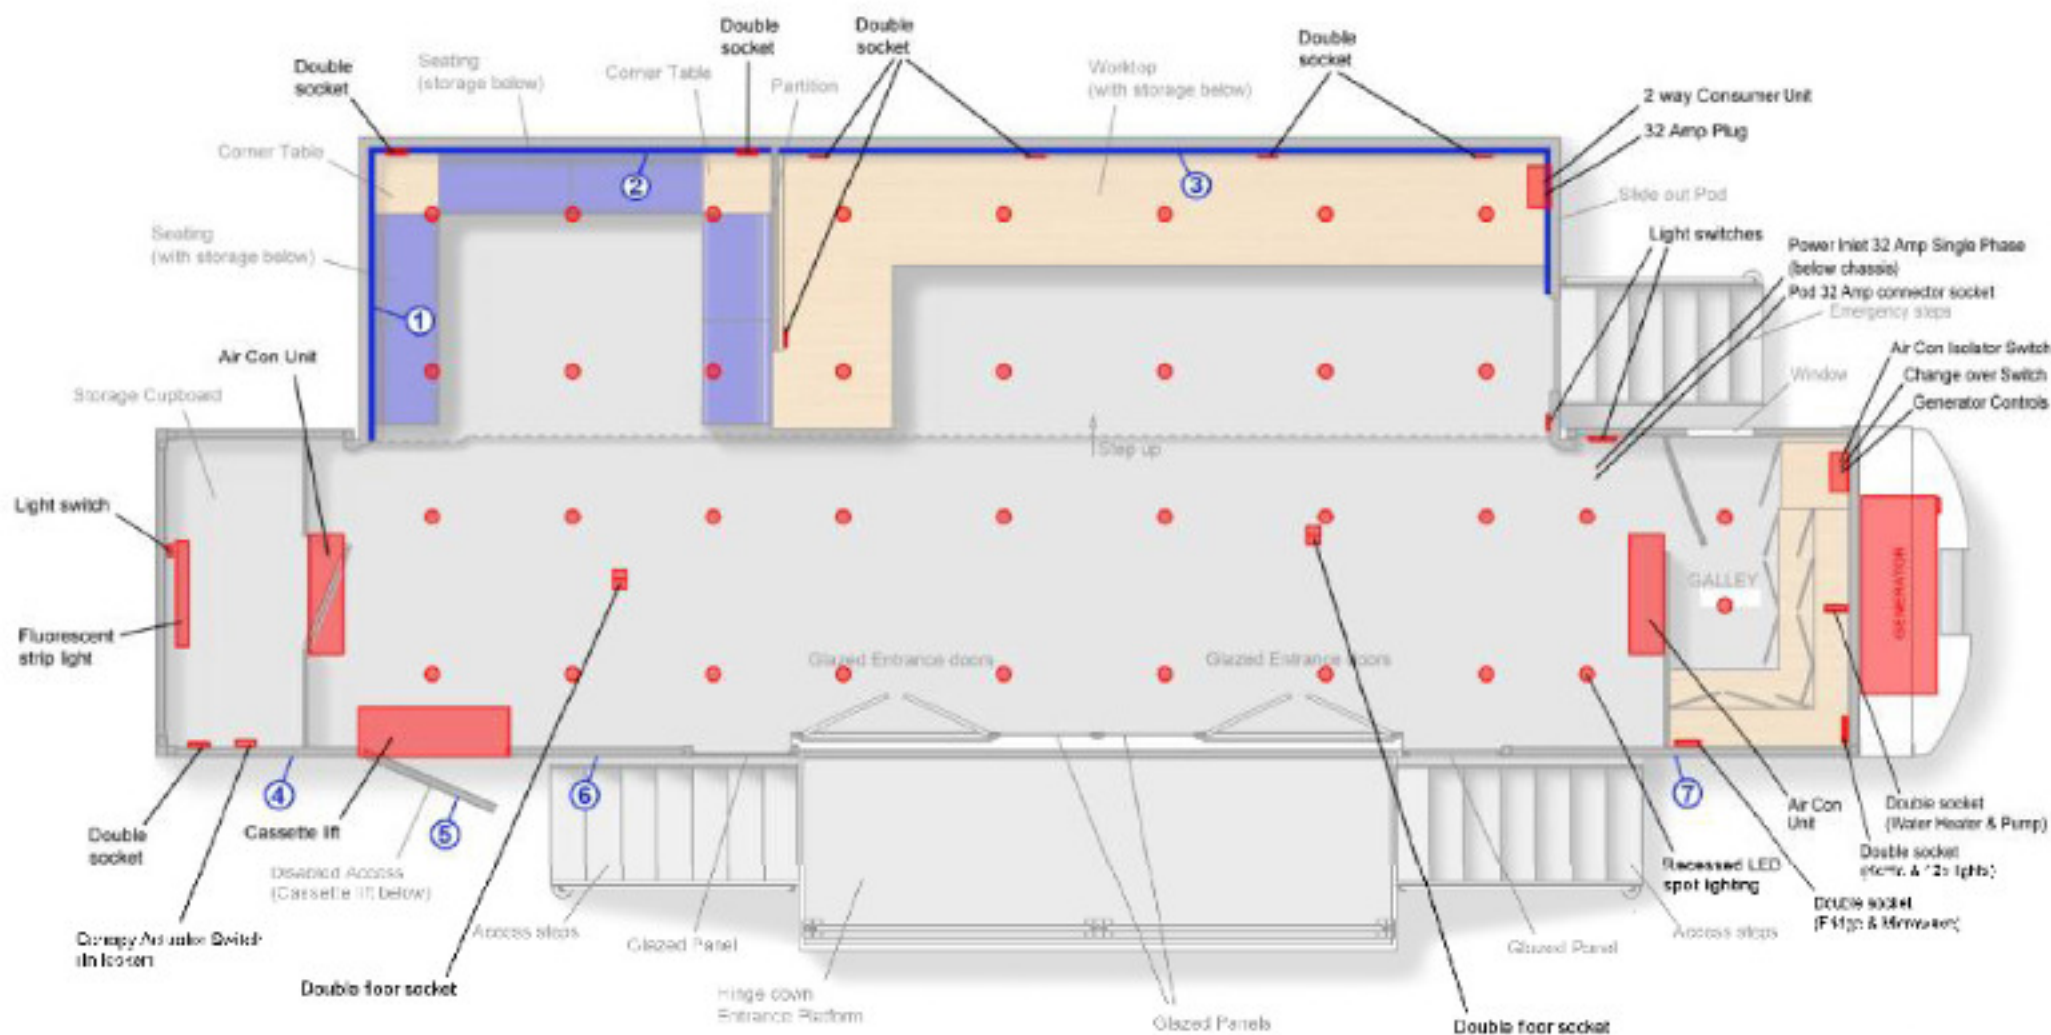 Double
socket
Seating
(storage below)
Corner Table
Double
socket
Partition
Double
socket
Worktop
(with storage below)
Double
socket
2 way Consumer Unit
32 Amp Plug
Corner Table
Slide out Pod
Seating
(with storage below)
1
2
3
Light switches
Power Inlet 32 Amp Single Phase
(below chassis)
Pod 32 Amp connector socket
Emergency steps
Air Con Unit
Storage Cupboard
Window
Air Con Isolator Switch
Change over Switch
Generator Controls
Step up
Light switch
Fluorescent
strip light
GALLEY
GENERATOR
Glazed Entrance doors
Glazed Entrance doors
4
5
6
7
Double
socket
Cassette lift
Disabled Access
(Cassette lift below)
Air Con
Unit
Double socket
(Water Heater & Pump)
Double socket
Recessed LED
spot lighting
Double socket
(Fridge & Microwave)
Canopy Actuator Switch
Access steps
Glazed Panel
Glazed Panel
Access steps
Double floor socket
Hinge down
Entrance Platform
Glazed Panels
Double floor socket